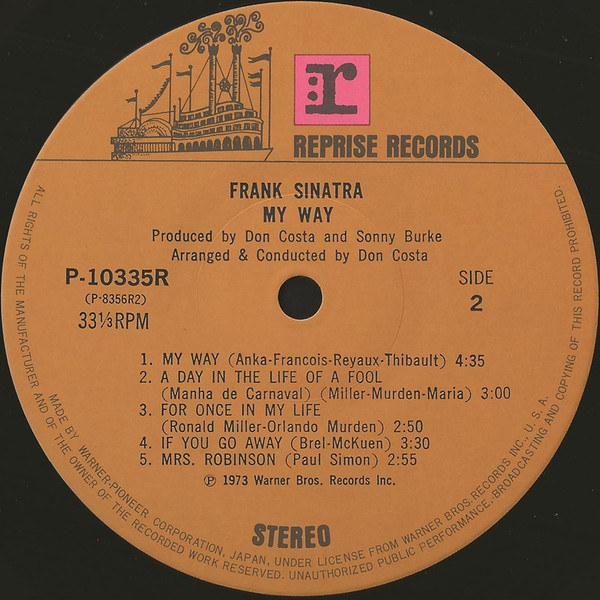 r
REPRISE RECORDS
FRANK SINATRA
MY WAY
Produced by Don Costa and Sonny Burke
Arranged & Conducted by Don Costa
P-10335R
(P-8356R2)
33⅓RPM
SIDE
2
1. MY WAY (Anka-Francois-Reyaux-Thibault) 4:35
2. A DAY IN THE LIFE OF A FOOL
(Manha de Carnaval) (Miller-Murden-Maria) 3:00
3. FOR ONCE IN MY LIFE
(Ronald Miller-Orlando Murden) 2:50
4. IF YOU GO AWAY (Brel-McKuen) 3:30
5. MRS. ROBINSON (Paul Simon) 2:55
℗ 1973 Warner Bros. Records Inc.
STEREO
MADE BY WARNER-PIONEER CORPORATION, JAPAN, UNDER LICENSE FROM WARNER BROS. RECORDS INC., U. S. A.
ALL RIGHTS OF THE MANUFACTURER AND OF THE OWNER OF THE RECORDED WORK RESERVED. UNAUTHORIZED PUBLIC PERFORMANCE, BROADCASTING AND COPYING OF THIS RECORD PROHIBITED.